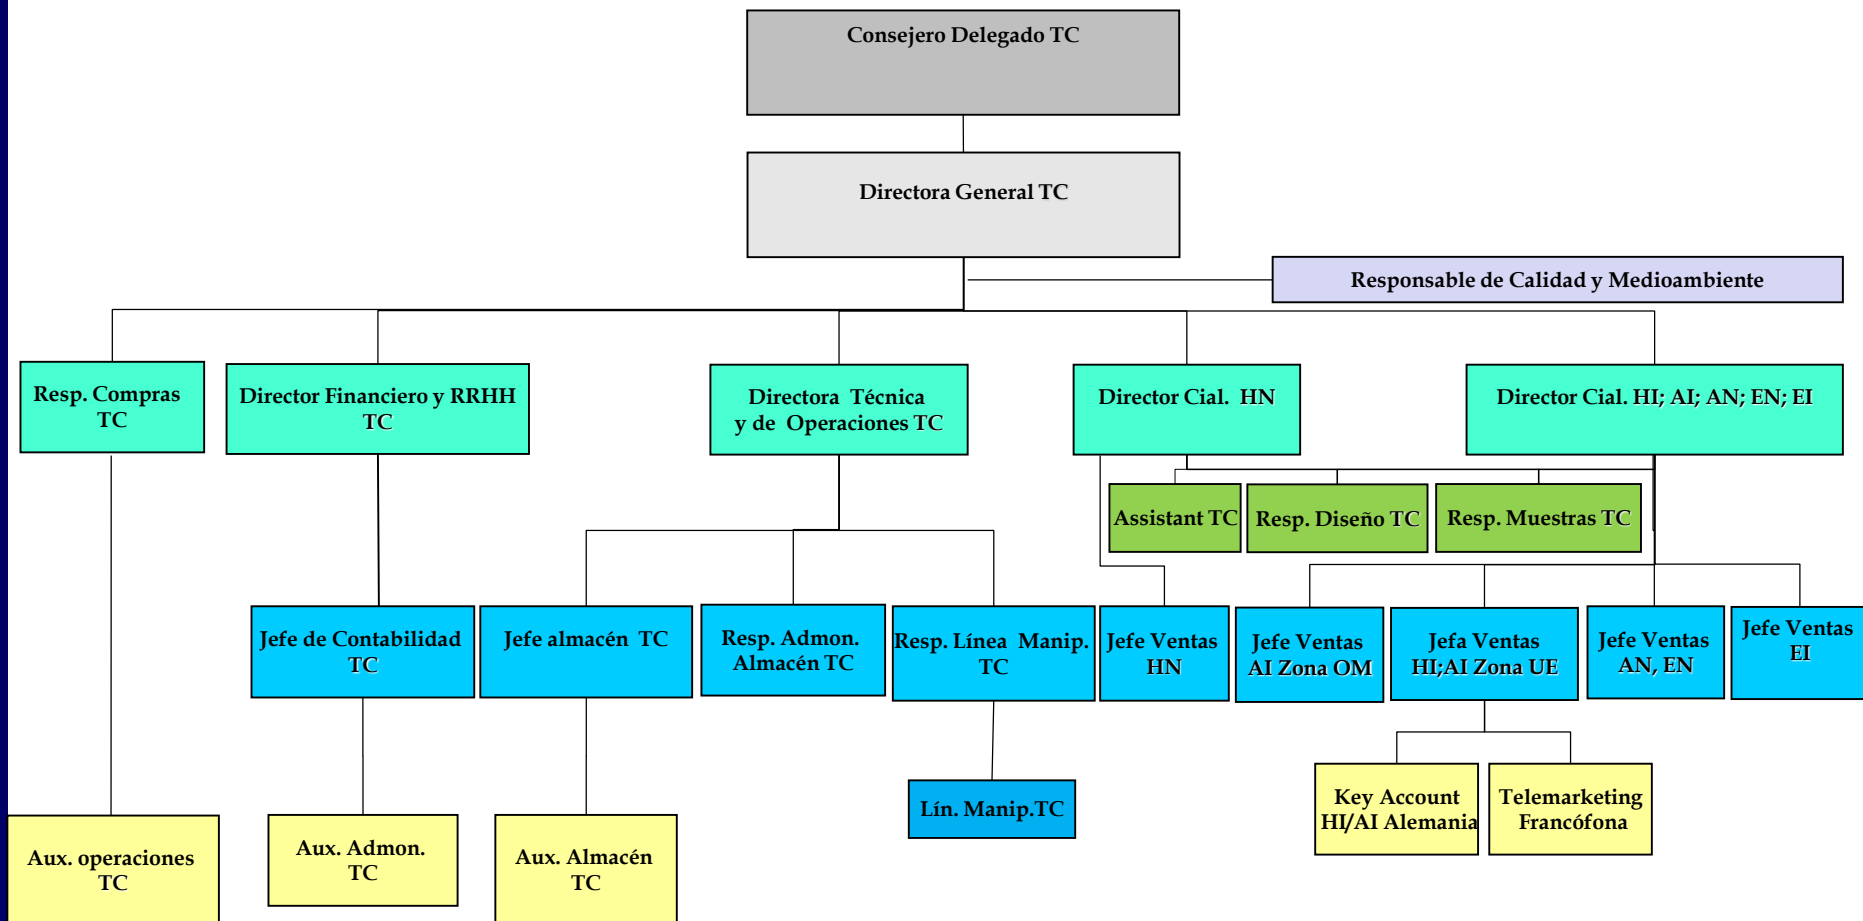 Consejero Delegado TC
Directora General TC
Responsable de Calidad y Medioambiente
Resp. Compras
TC
Director Financiero y RRHH
TC
Directora Técnica
y de Operaciones TC
Director Cial. HN
Director Cial. HI; AI; AN; EN; EI
Assistant TC
Resp. Diseño TC
Resp. Muestras TC
Jefe de Contabilidad
TC
Jefe almacén TC
Resp. Admon.
Almacén TC
Resp. Línea Manip.
TC
Jefe Ventas
HN
Jefe Ventas
AI Zona OM
Jefa Ventas
HI;AI Zona UE
Jefe Ventas
AN, EN
Jefe Ventas
EI
Lín. Manip.TC
Key Account
HI/AI Alemania
Telemarketing
Francófona
Aux. operaciones
TC
Aux. Admon.
TC
Aux. Almacén
TC